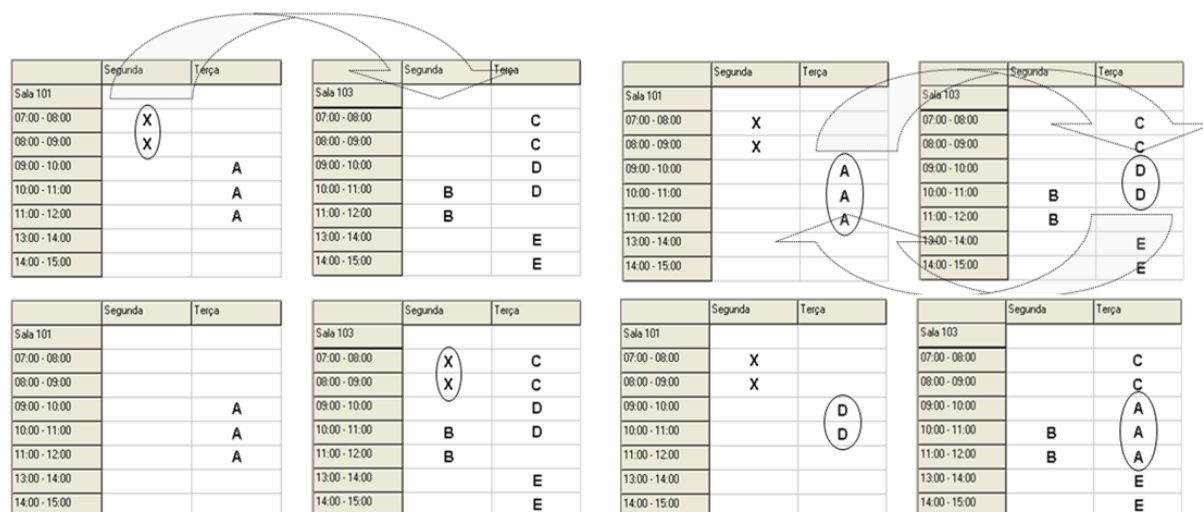 Segunda Terça
Sala 101
07:00 - 08:00 X
08:00 - 09:00 X
09:00 - 10:00 A
10:00 - 11:00 A
11:00 - 12:00 A
13:00 - 14:00
14:00 - 15:00
Segunda Terça
Sala 103
07:00 - 08:00 C
08:00 - 09:00 C
09:00 - 10:00 D
10:00 - 11:00 B D
11:00 - 12:00 B
13:00 - 14:00 E
14:00 - 15:00 E
Segunda Terça
Sala 101
07:00 - 08:00 X
08:00 - 09:00 X
09:00 - 10:00 A
10:00 - 11:00 A
11:00 - 12:00 A
13:00 - 14:00
14:00 - 15:00
Segunda Terça
Sala 103
07:00 - 08:00 C
08:00 - 09:00 C
09:00 - 10:00 D
10:00 - 11:00 B D
11:00 - 12:00 B
13:00 - 14:00 E
14:00 - 15:00 E
Segunda Terça
Sala 101
07:00 - 08:00
08:00 - 09:00
09:00 - 10:00 A
10:00 - 11:00 A
11:00 - 12:00 A
13:00 - 14:00
14:00 - 15:00
Segunda Terça
Sala 103
07:00 - 08:00 X C
08:00 - 09:00 X C
09:00 - 10:00 D
10:00 - 11:00 B D
11:00 - 12:00 B
13:00 - 14:00 E
14:00 - 15:00 E
Segunda Terça
Sala 101
07:00 - 08:00 X
08:00 - 09:00 X
09:00 - 10:00 D
10:00 - 11:00 D
11:00 - 12:00
13:00 - 14:00
14:00 - 15:00
Segunda Terça
Sala 103
07:00 - 08:00 C
08:00 - 09:00 C
09:00 - 10:00 A
10:00 - 11:00 B A
11:00 - 12:00 B A
13:00 - 14:00 E
14:00 - 15:00 E